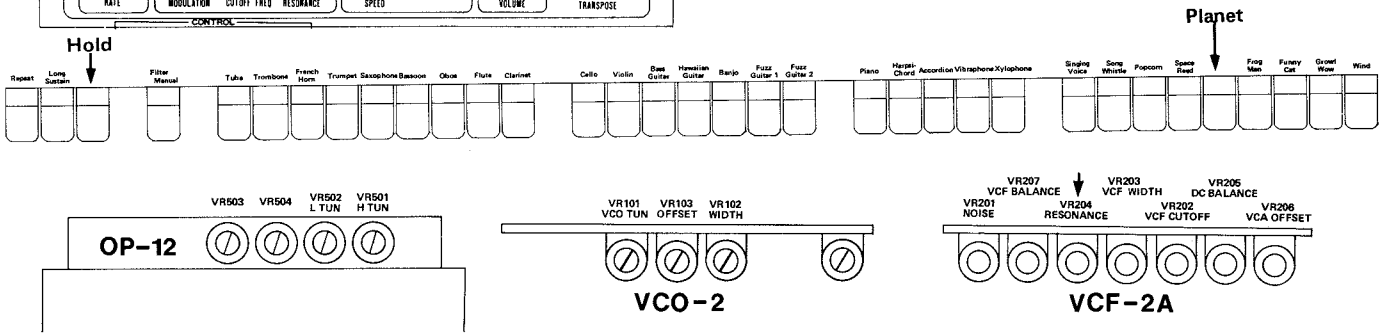 RATE MODULATION CUTOFF FREQ RESONANCE SPEED VOLUME TRANSPOSE
CONTROL
Hold
Planet
Repeat
Long
Sustain
Filter
Manual
Tuba
Trombone
French
Horn
Trumpet
Saxophone
Bassoon
Oboe
Flute
Clarinet
Cello
Violin
Bass
Guitar
Hawaiian
Guitar
Banjo
Fuzz
Guitar 1
Fuzz
Guitar 2
Piano
Harpsi-
Chord
Accordion
Vibraphone
Xylophone
Singing
Voice
Song
Whistle
Popcorn
Space
Reed
Frog
Man
Funny
Cat
Growl
Wow
Wind
OP-12
VR503
VR504
VR502
L TUN
VR501
H TUN
VR101
VCO TUN
VR103
OFFSET
VR102
WIDTH
VCO-2
VR201
NOISE
VR207
VCF BALANCE
VR204
RESONANCE
VR203
VCF WIDTH
VR202
VCF CUTOFF
VR205
DC BALANCE
VR206
VCA OFFSET
VCF-2A